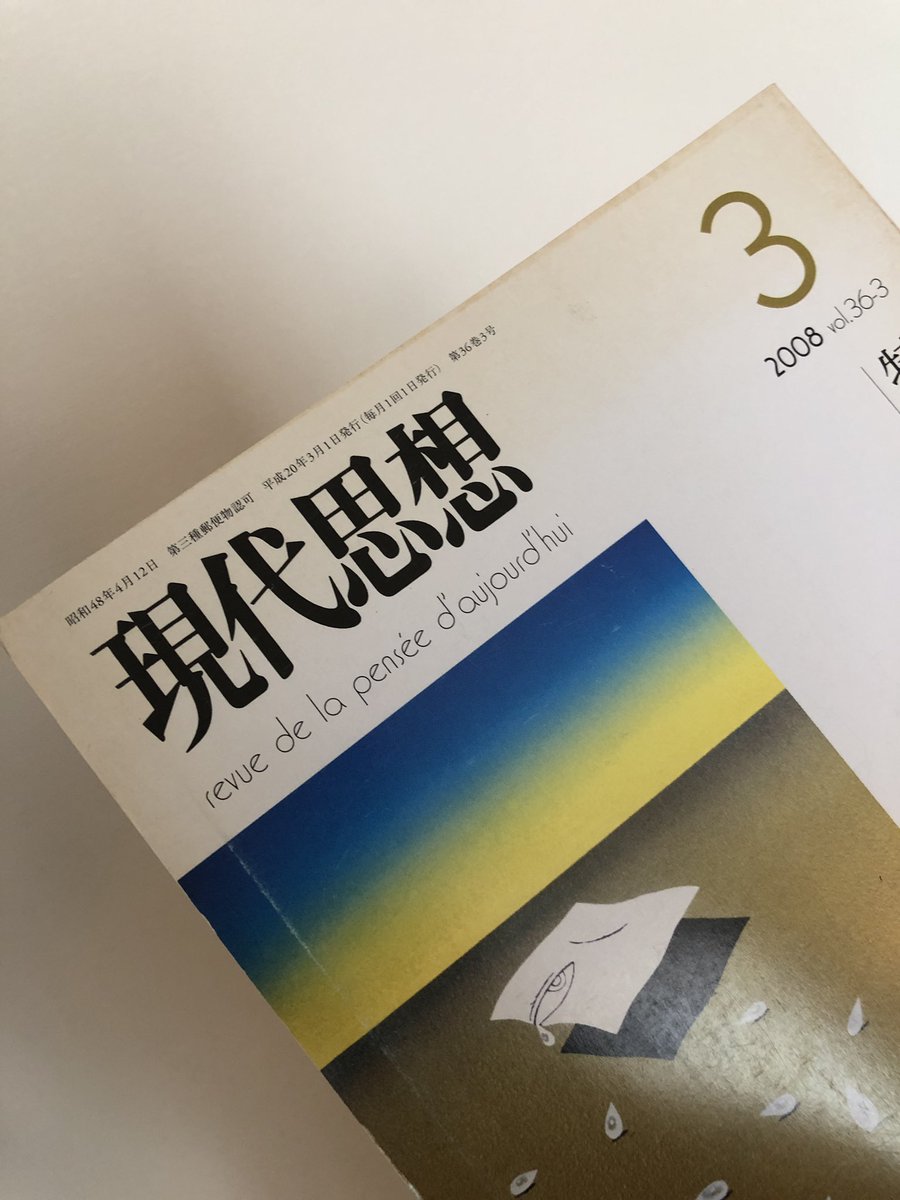 3
2008 vol.36-3
昭和48年4月12日 第三種郵便物認可 平成20年3月1日発行(毎月1回1日発行) 第36巻3号
現代思想
revue de la pensée d'aujourd'hui